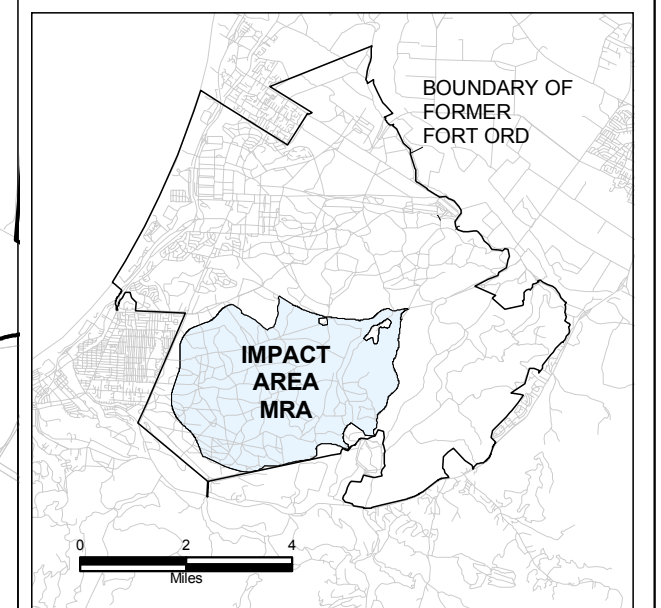 BOUNDARY OF
FORMER
FORT ORD
IMPACT
AREA
MRA
0 2 4
Miles